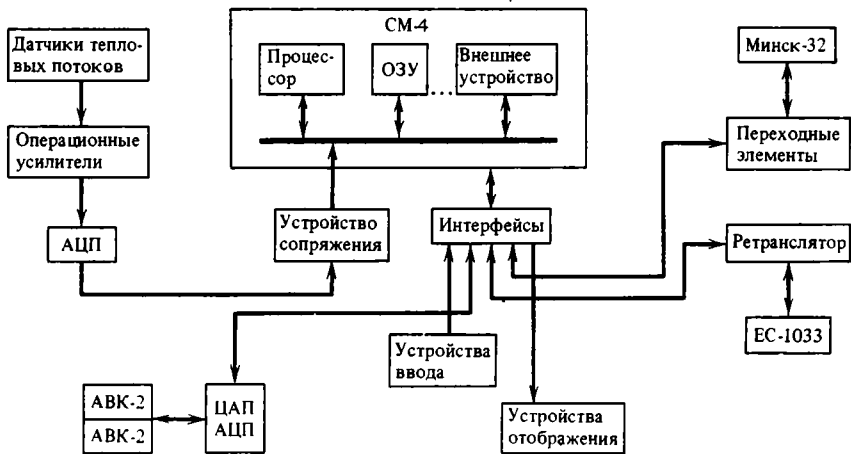 СМ-4
Датчики тепло-
вых потоков
Процес-
сор
ОЗУ
...
Внешнее
устройство
Минск-32
Операционные
усилители
Переходные
элементы
АЦП
Устройство
сопряжения
Интерфейсы
Ретранслятор
ЕС-1033
Устройства
ввода
АВК-2
АВК-2
ЦАП
АЦП
Устройства
отображения